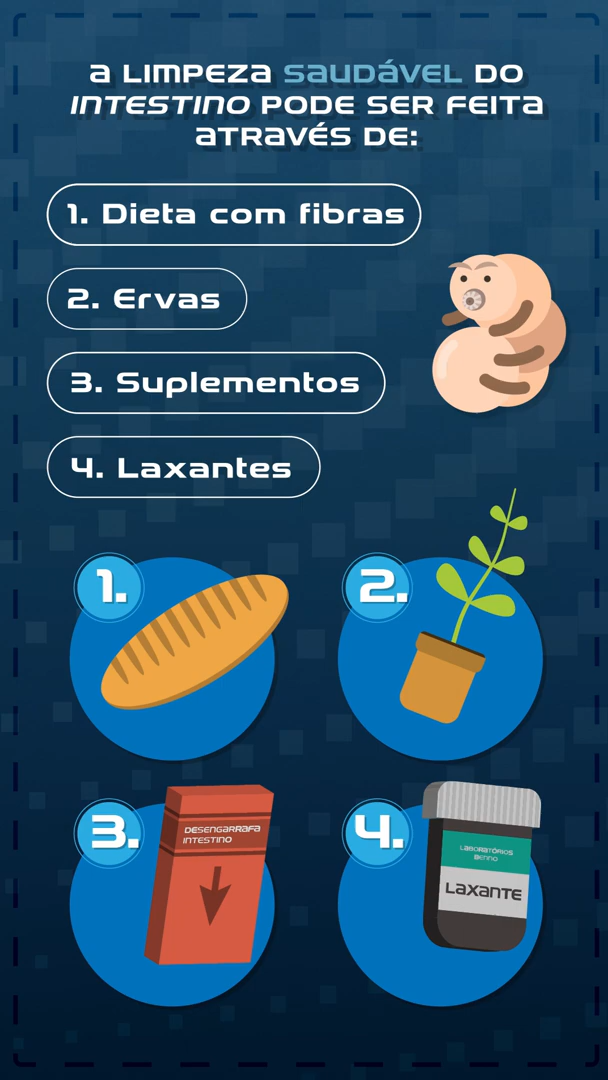 A LIMPEZA SAUDÁVEL DO
INTESTINO PODE SER FEITA
ATRAVÉS DE:
1. Dieta com fibras
2. Ervas
3. Suplementos
4. Laxantes
1.
2.
3.
DESENGARRAFA
INTESTINO
4.
LABORATÓRIOS
BETINO
LAXANTE